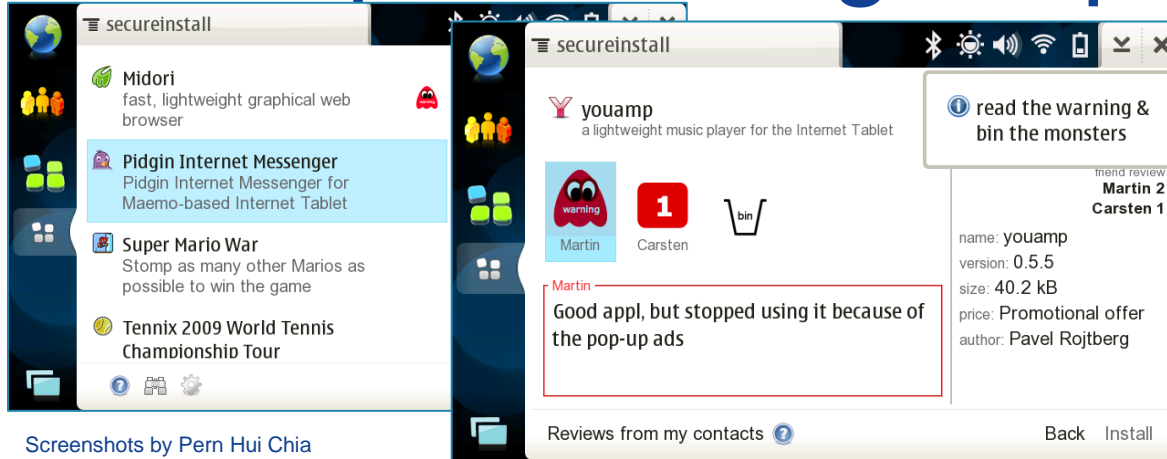 secureinstall
Midori
fast, lightweight graphical web
browser
Pidgin Internet Messenger
Pidgin Internet Messenger for
Maemo-based Internet Tablet
Super Mario War
Stomp as many other Marios as
possible to win the game
Tennix 2009 World Tennis
Championship Tour
Screenshots by Pern Hui Chia
secureinstall
youamp
a lightweight music player for the Internet Tablet
read the warning &
bin the monsters
warning
1
bin
Martin
Carsten
friend review
Martin 2
Carsten 1
name: youamp
version: 0.5.5
size: 40.2 kB
price: Promotional offer
author: Pavel Rojtberg
Martin
Good appl, but stopped using it because of
the pop-up ads
Reviews from my contacts
Back Install